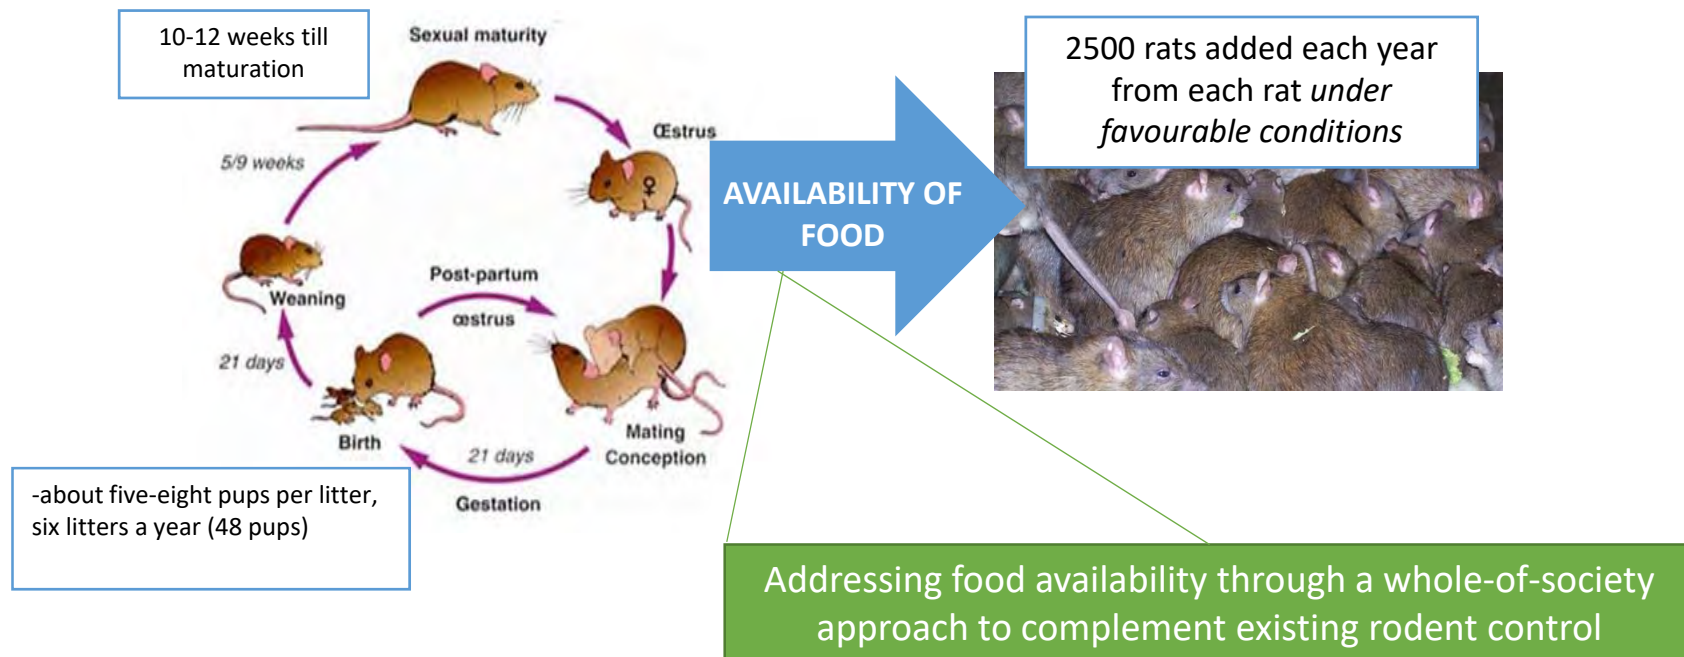 10-12 weeks till
maturation
Sexual maturity
Œstrus
5/9 weeks
Weaning
Post-partum
œstrus
21 days
Birth
Mating
Conception
21 days
Gestation
-about five-eight pups per litter,
six litters a year (48 pups)
AVAILABILITY OF
FOOD
2500 rats added each year
from each rat under
favourable conditions
Addressing food availability through a whole-of-society
approach to complement existing rodent control